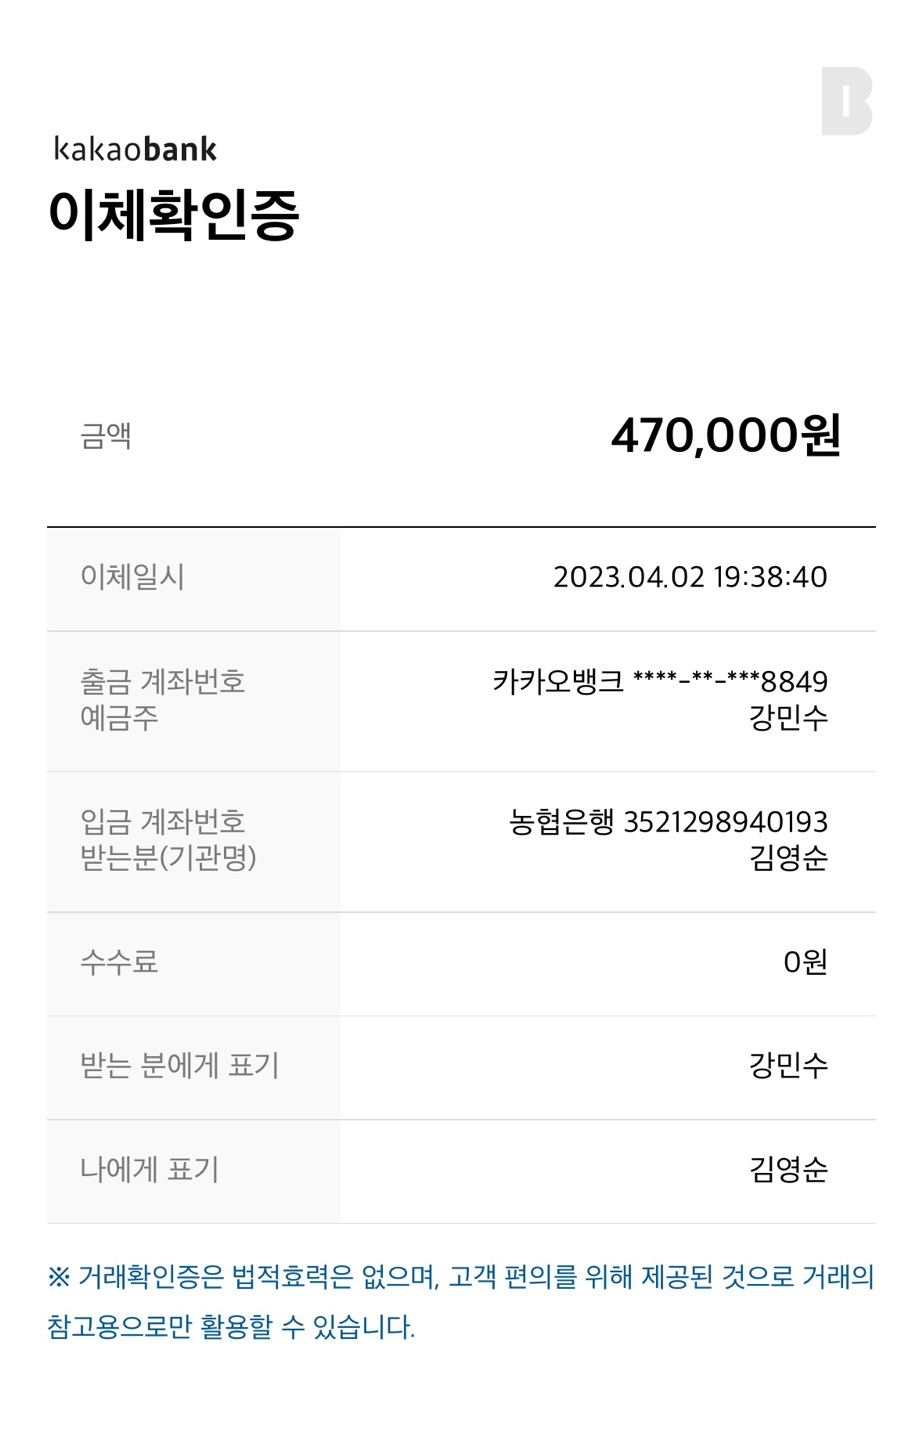 B
kakaobank
이체확인증
금액 470,000원
이체일시 2023.04.02 19:38:40
출금 계좌번호 카카오뱅크 ****-**-***8849
예금주 강민수
입금 계좌번호 농협은행 3521298940193
받는분(기관명) 김영순
수수료 0원
받는 분에게 표기 강민수
나에게 표기 김영순
※ 거래확인증은 법적효력은 없으며, 고객 편의를 위해 제공된 것으로 거래의
참고용으로만 활용할 수 있습니다.